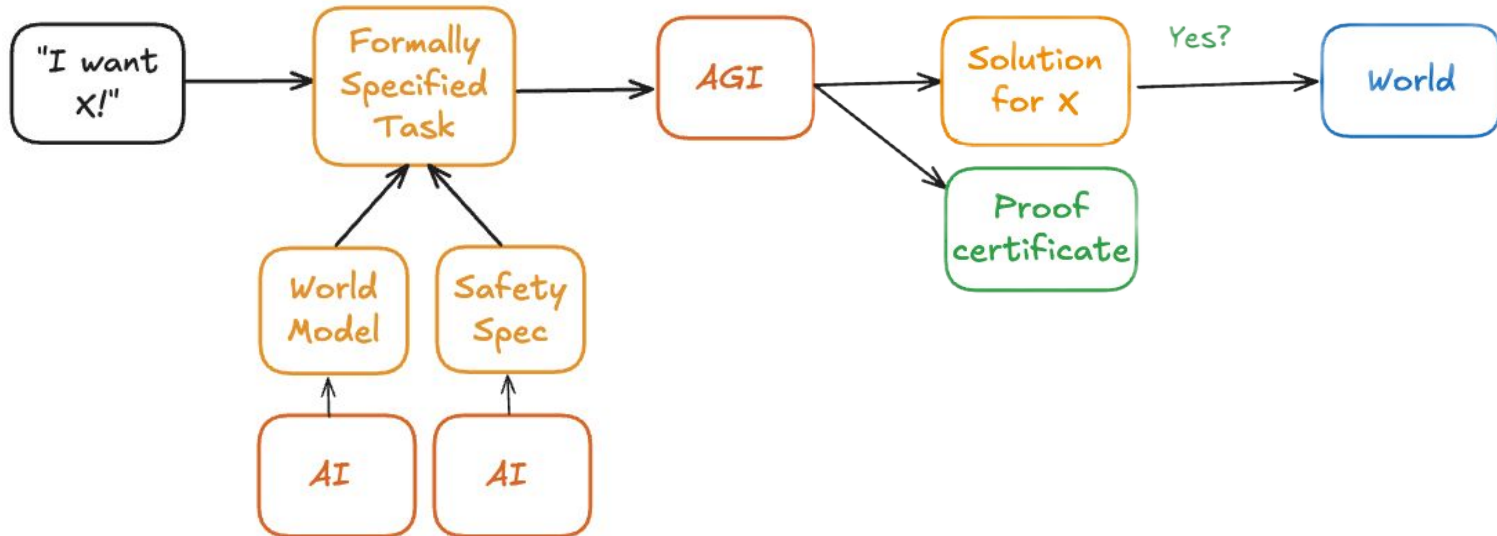 "I want
X!"
Formally
Specified
Task
AGI
Solution
for X
Yes?
World
Proof
certificate
World
Model
Safety
Spec
AI
AI